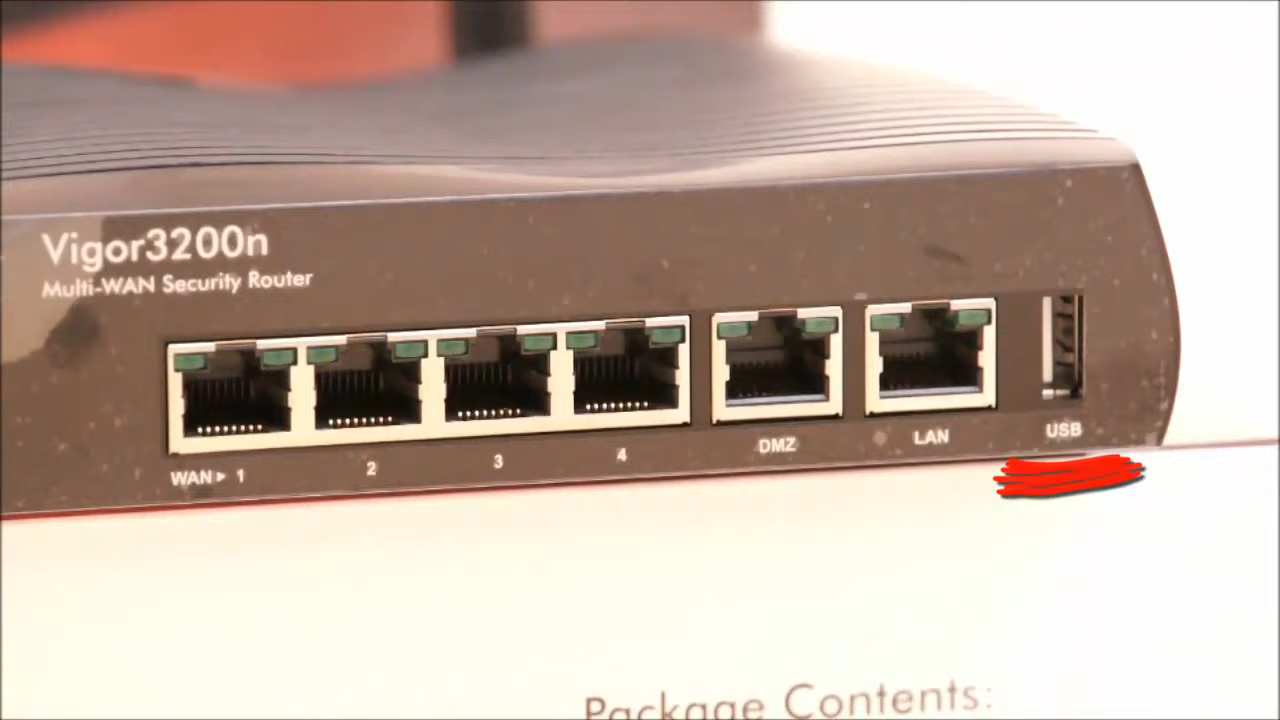 Vigor3200n
Multi-WAN Security Router
WAN▶ 1 2 3 4 DMZ LAN USB
Package Contents: